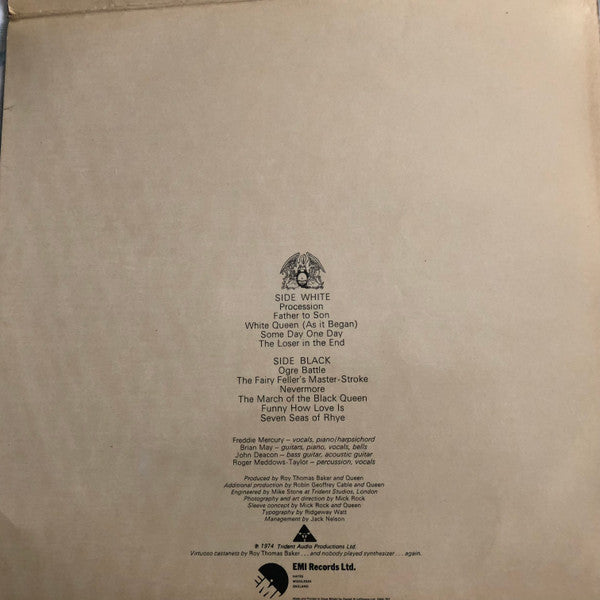 Q
SIDE WHITE
Procession
Father to Son
White Queen (As it Began)
Some Day One Day
The Loser in the End
SIDE BLACK
Ogre Battle
The Fairy Feller's Master-Stroke
Nevermore
The March of the Black Queen
Funny How Love Is
Seven Seas of Rhye
Freddie Mercury – vocals, piano/harpsichord
Brian May – guitars, piano, vocals, bells
John Deacon – bass guitar, acoustic guitar
Roger Meddows-Taylor – percussion, vocals
Produced by Roy Thomas Baker and Queen
Additional production by Robin Geoffrey Cable and Queen
Engineered by Mike Stone at Trident Studios, London
Photography and art direction by Mick Rock
Sleeve concept by Mick Rock and Queen
Typography by Ridgeway Watt
Management by Jack Nelson
℗ 1974 Trident Audio Productions Ltd.
Virtuoso castanets by Roy Thomas Baker . . . and nobody played synthesizer . . . again.
EMI
EMI Records Ltd.
HAYES
MIDDLESEX
ENGLAND